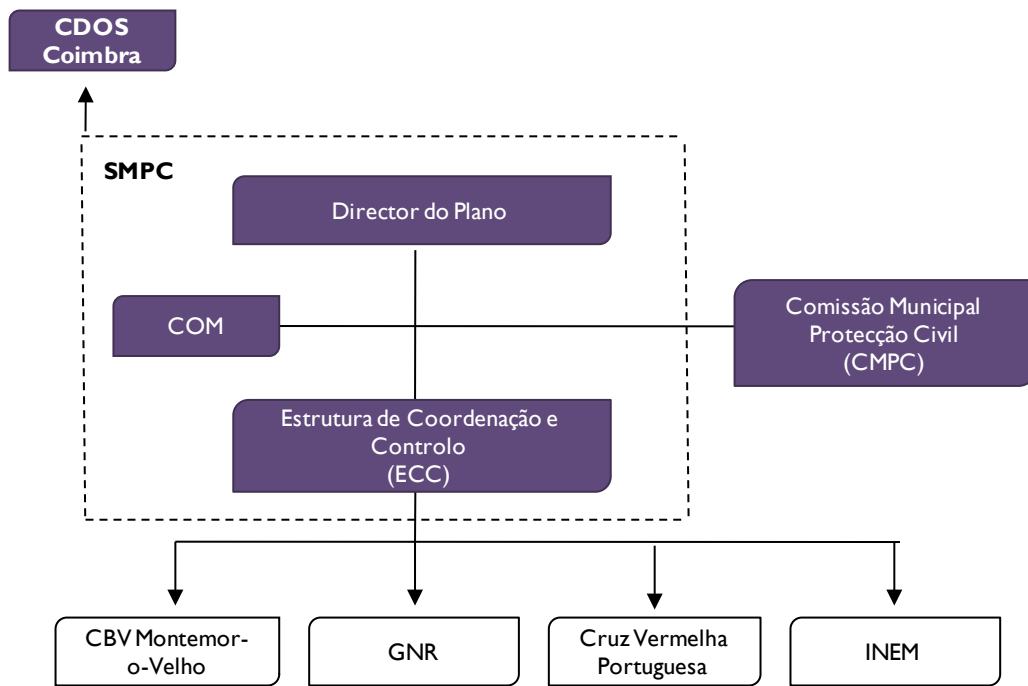 CDOS
Coimbra
SMPC
Director do Plano
COM
Comissão Municipal
Protecção Civil
(CMPC)
Estrutura de Coordenação e
Controlo
(ECC)
CBV Montemor-
o-Velho
GNR
Cruz Vermelha
Portuguesa
INEM